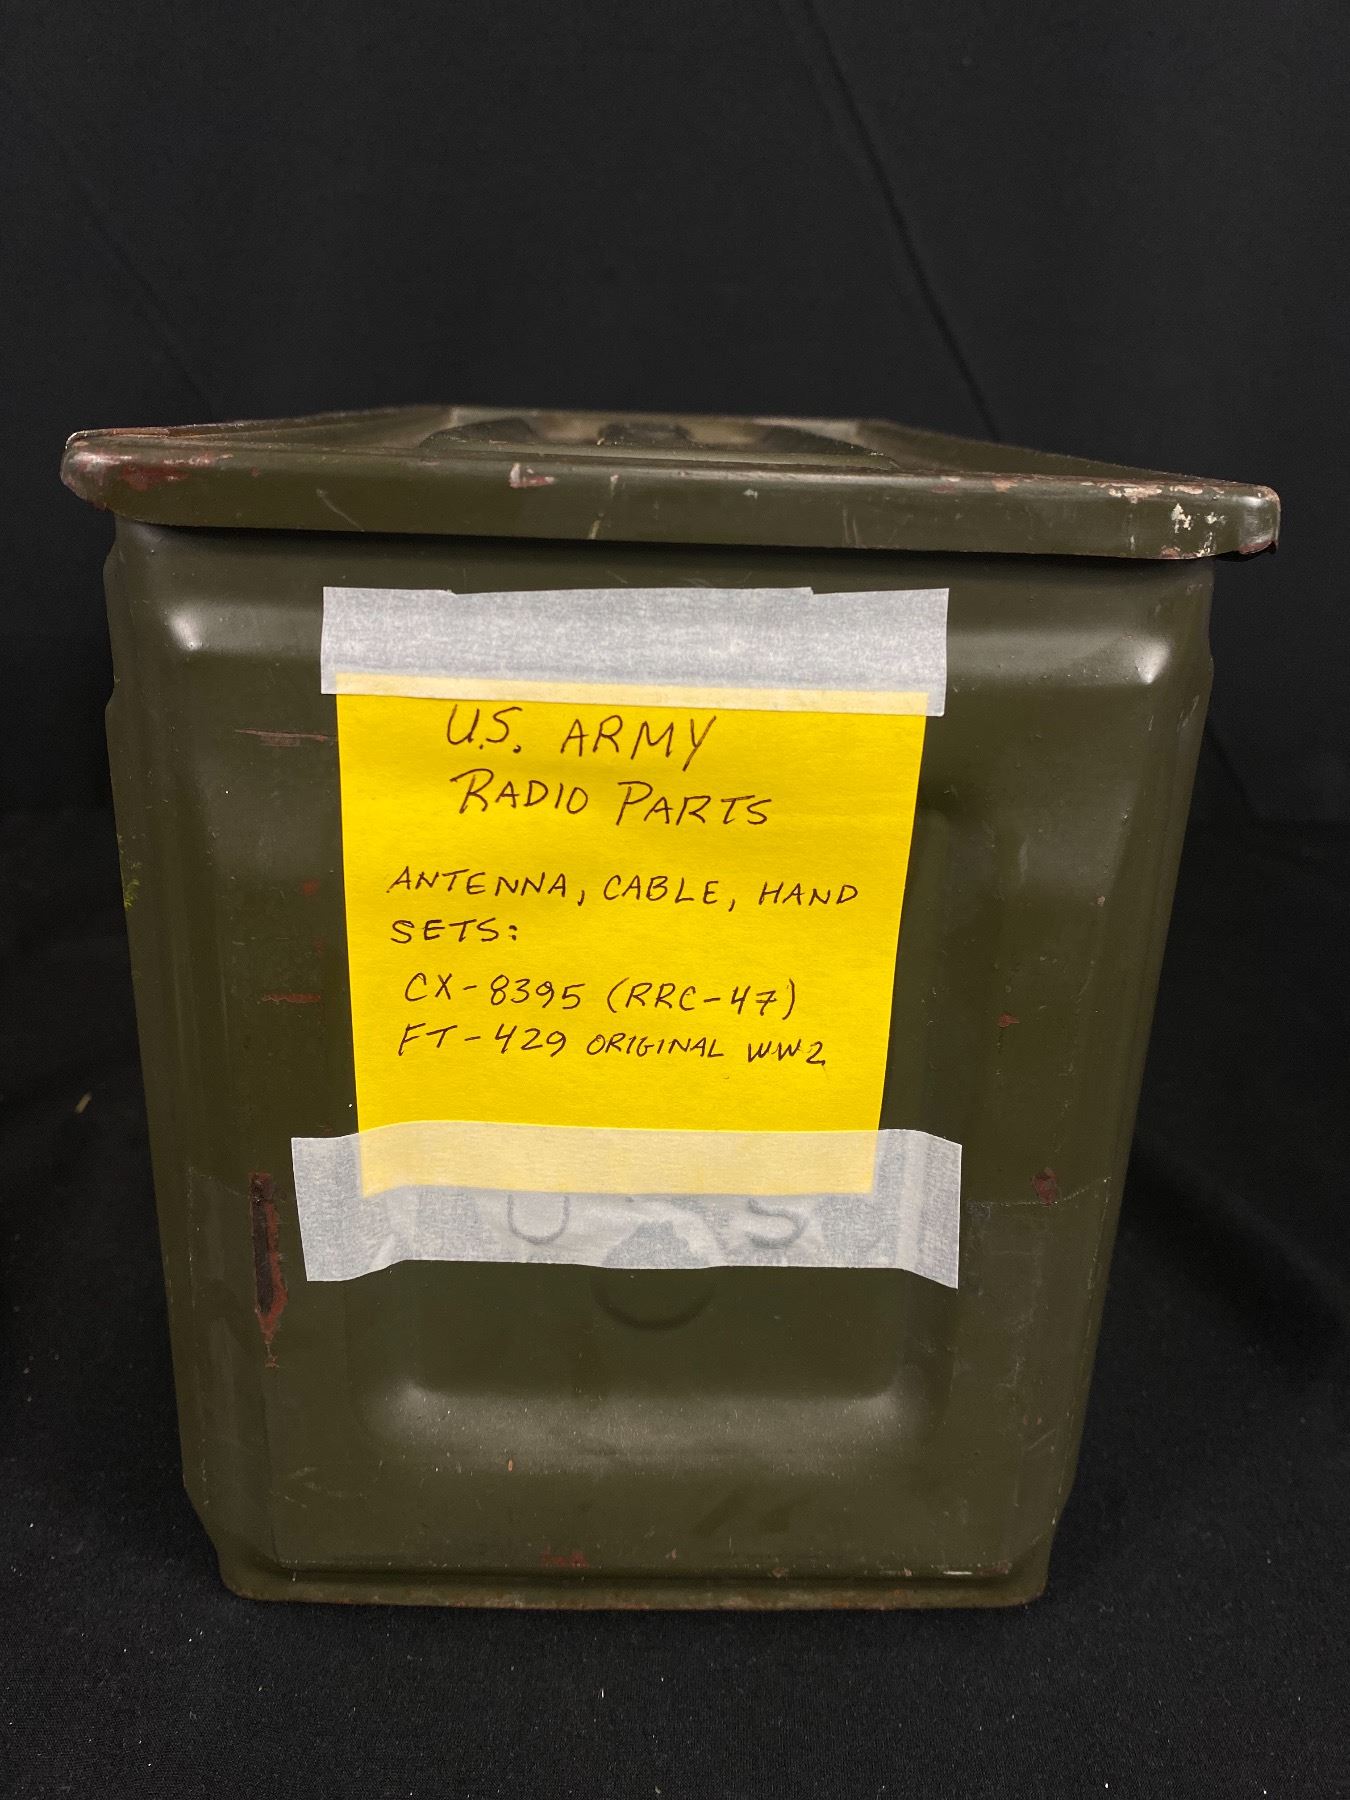 U.S. ARMY
RADIO PARTS
ANTENNA, CABLE, HAND
SETS:
CX-8395 (RRC-47)
FT-429 ORIGINAL WW2
U S